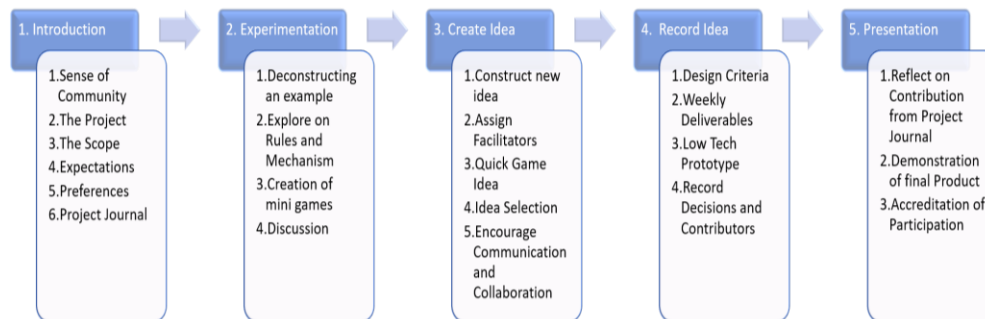 1. Introduction
1.Sense of
Community
2.The Project
3.The Scope
4.Expectations
5.Preferences
6.Project Journal
2. Experimentation
1.Deconstructing
an example
2.Explore on
Rules and
Mechanism
3.Creation of
mini games
4.Discussion
3. Create Idea
1.Construct new
idea
2.Assign
Facilitators
3.Quick Game
Idea
4.Idea Selection
5.Encourage
Communication
and
Collaboration
4. Record Idea
1.Design Criteria
2.Weekly
Deliverables
3.Low Tech
Prototype
4.Record
Decisions and
Contributors
5. Presentation
1.Reflect on
Contribution
from Project
Journal
2.Demonstration
of final Product
3.Accreditation of
Participation